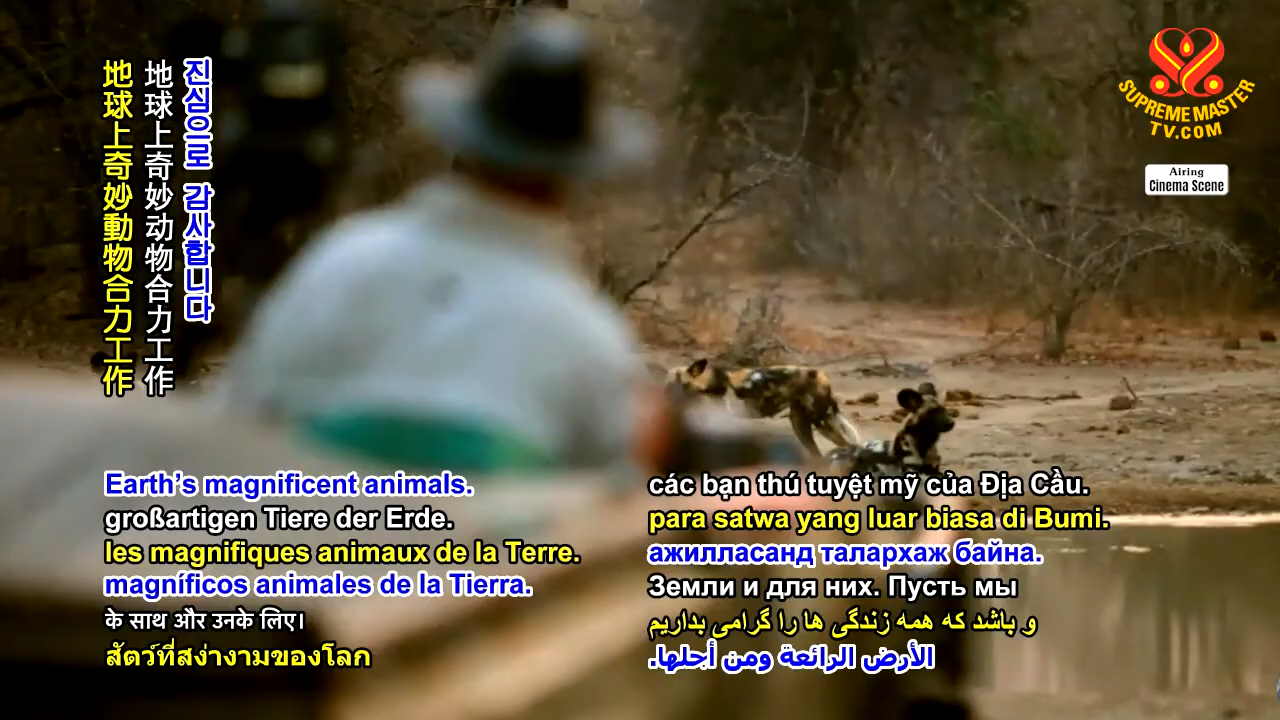 진심으로 감사합니다
地球上奇妙动物合力工作
地球上奇妙動物合力工作
SUPREME MASTER
TV.COM
Airing
Cinema Scene
Earth's magnificent animals.
großartigen Tiere der Erde.
les magnifiques animaux de la Terre.
magníficos animales de la Tierra.
के साथ और उनके लिए।
สัตว์ที่สง่างามของโลก
các bạn thú tuyệt mỹ của Địa Cầu.
para satwa yang luar biasa di Bumi.
ажилласанд талархаж байна.
Земли и для них. Пусть мы
و باشد که همه زندگی ها را گرامی بداریم
الأرض الرائعة ومن أجلها.